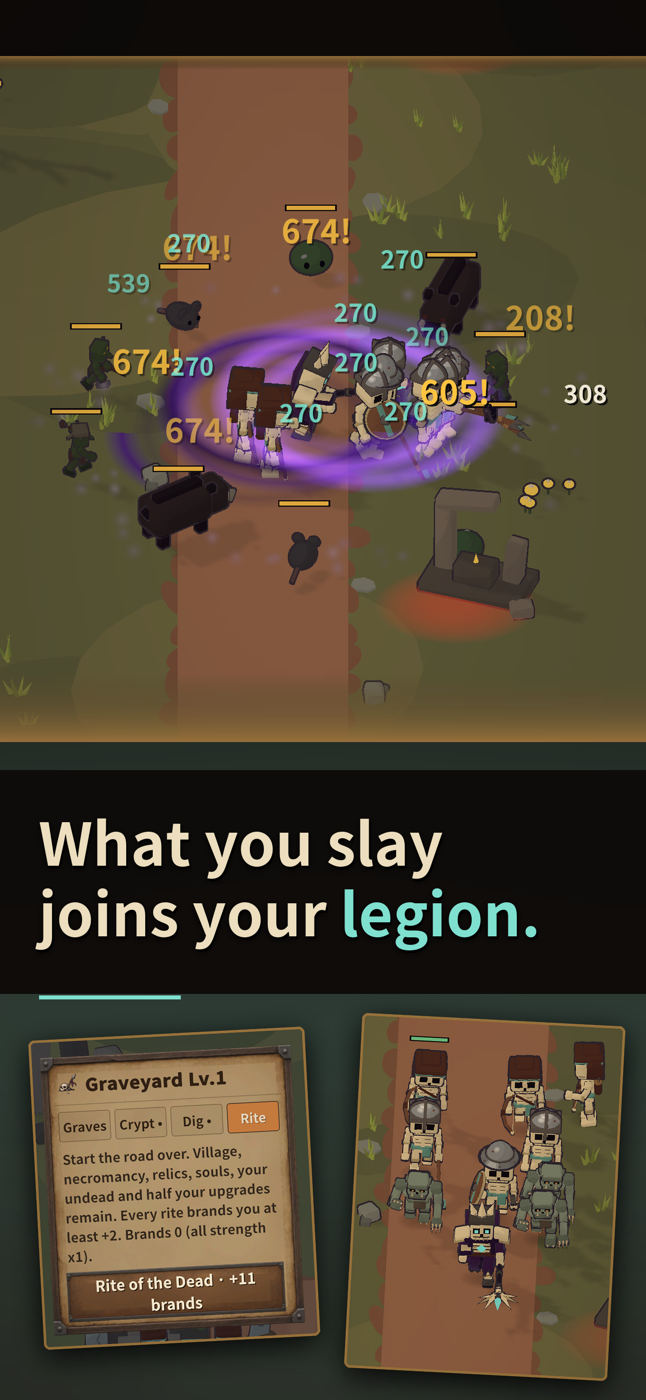 674!
270
674!
270
539
270
208!
270
674!
270
270
605!
308
270
270
674!
What you slay
joins your legion.
Graveyard Lv.1
Graves
Crypt •
Dig •
Rite
Start the road over. Village,
necromancy, relics, souls, your
undead and half your upgrades
remain. Every rite brands you at
least +2. Brands 0 (all strength
x1).
Rite of the Dead · +11
brands